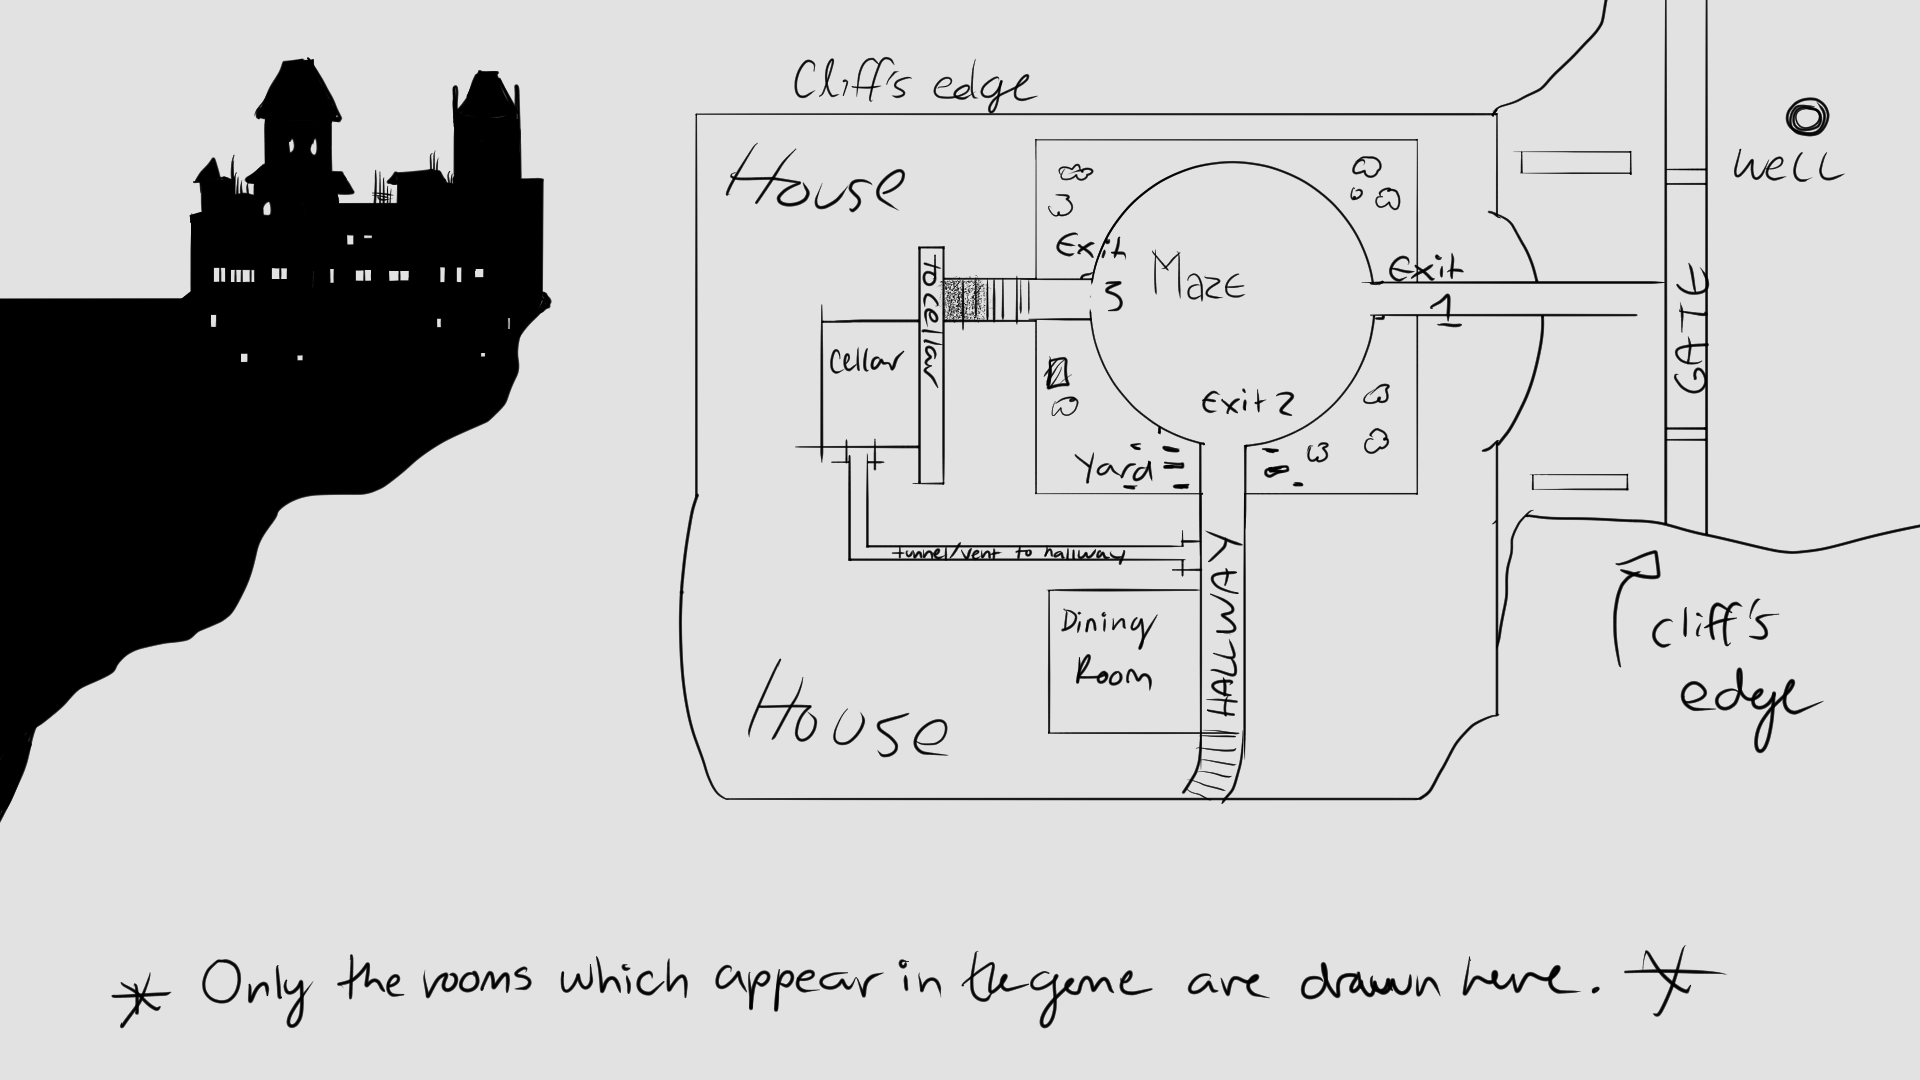 Cliff's edge
House
Well
Exit
3
Maze
Exit
1
to cellar
Cellar
GATE
Exit 2
Yard
tunnel/vent to hallway
HALLWAY
Dining
Room
House
cliff's
edge
* Only the rooms which appear in the game are drawn here. *